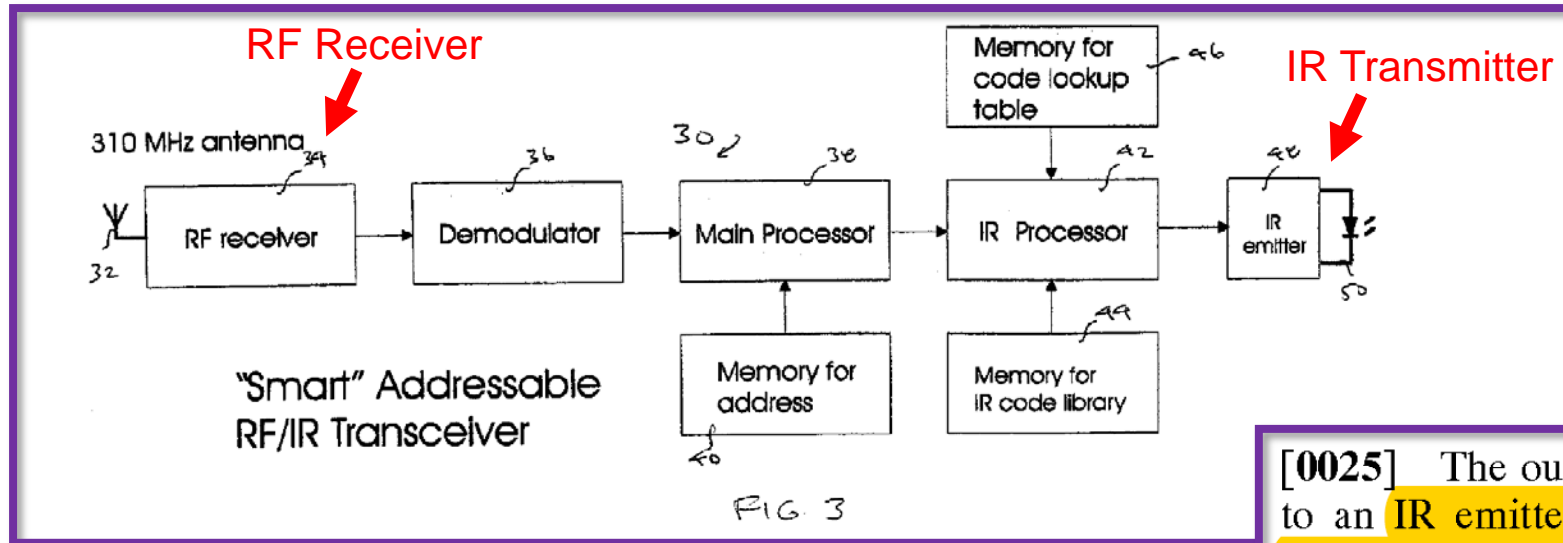 RF Receiver
IR Transmitter
Memory for
code lookup
table
46
310 MHz antenna
34
36
30
38
42
48
RF receiver
Demodulator
Main Processor
IR Processor
IR
emitter
32
50
44
"Smart" Addressable
RF/IR Transceiver
Memory for
address
Memory for
IR code library
40
FIG. 3
[0025] The ou
to an IR emitte